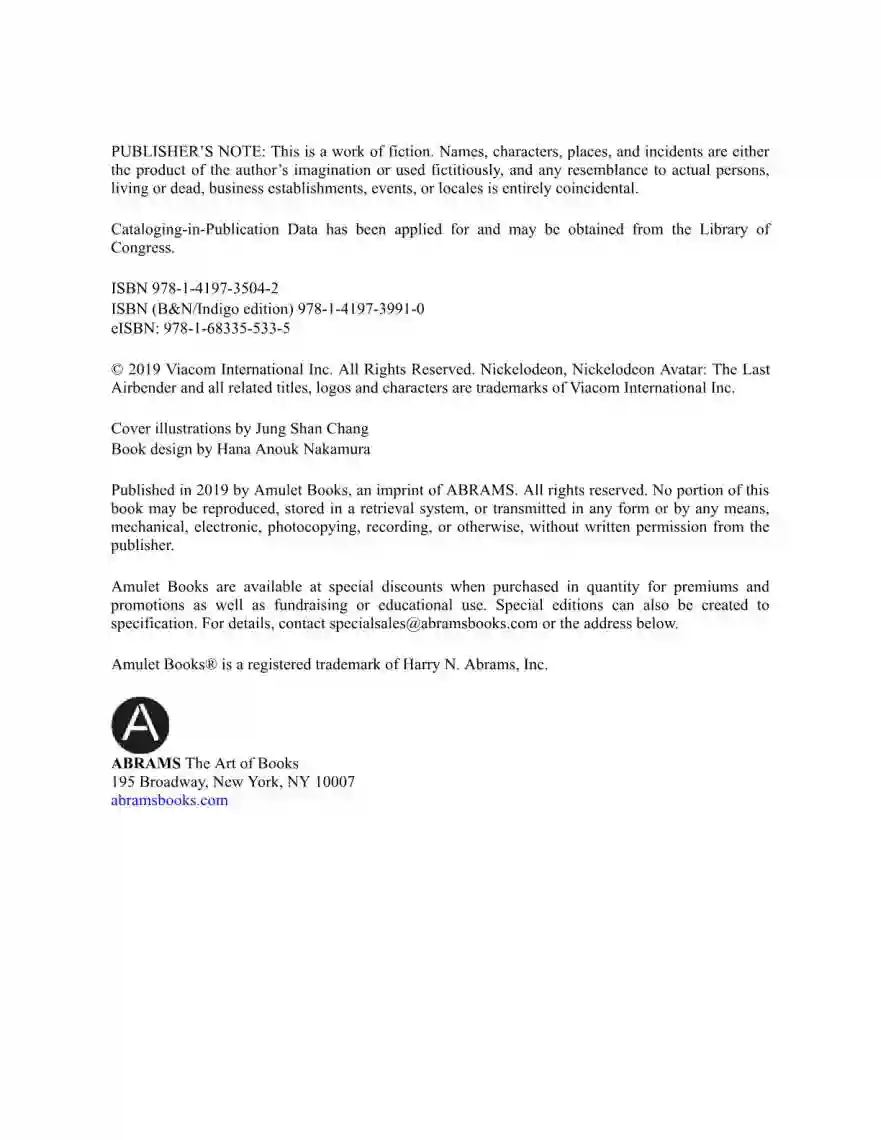 PUBLISHER’S NOTE: This is a work of fiction. Names, characters, places, and incidents are either
the product of the author’s imagination or used fictitiously, and any resemblance to actual persons,
living or dead, business establishments, events, or locales is entirely coincidental.
Cataloging-in-Publication Data has been applied for and may be obtained from the Library of
Congress.
ISBN 978-1-4197-3504-2
ISBN (B&N/Indigo edition) 978-1-4197-3991-0
eISBN: 978-1-68335-533-5
© 2019 Viacom International Inc. All Rights Reserved. Nickelodeon, Nickelodeon Avatar: The Last
Airbender and all related titles, logos and characters are trademarks of Viacom International Inc.
Cover illustrations by Jung Shan Chang
Book design by Hana Anouk Nakamura
Published in 2019 by Amulet Books, an imprint of ABRAMS. All rights reserved. No portion of this
book may be reproduced, stored in a retrieval system, or transmitted in any form or by any means,
mechanical, electronic, photocopying, recording, or otherwise, without written permission from the
publisher.
Amulet Books are available at special discounts when purchased in quantity for premiums and
promotions as well as fundraising or educational use. Special editions can also be created to
specification. For details, contact specialsales@abramsbooks.com or the address below.
Amulet Books® is a registered trademark of Harry N. Abrams, Inc.
A
ABRAMS The Art of Books
195 Broadway, New York, NY 10007
abramsbooks.com